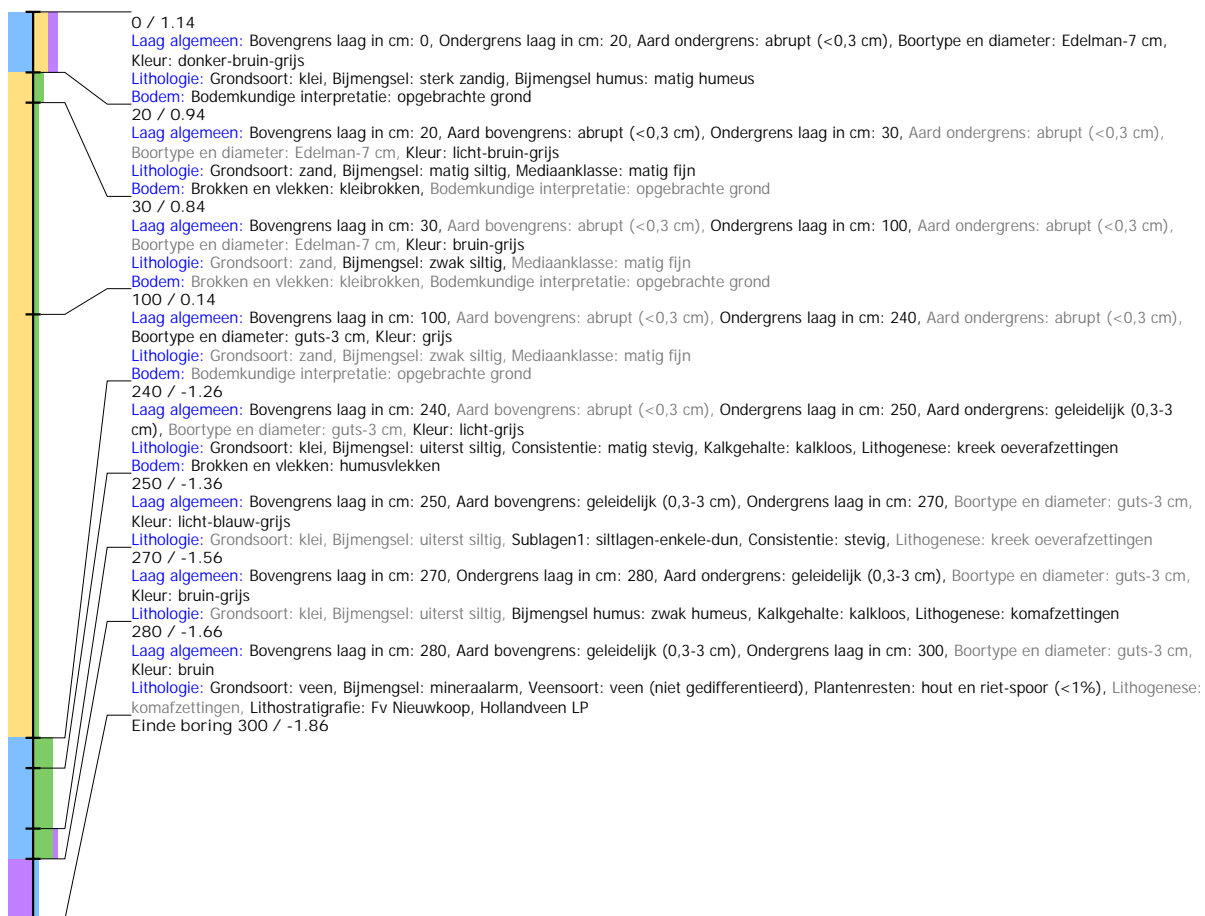 0 / 1.14
Laag algemeen: Bovengrens laag in cm: 0, Ondergrens laag in cm: 20, Aard ondergrens: abrupt (<0,3 cm), Boortype en diameter: Edelman-7 cm,
Kleur: donker-bruin-grijs
Lithologie: Grondsoort: klei, Bijmengsel: sterk zandig, Bijmengsel humus: matig humeus
Bodem: Bodemkundige interpretatie: opgebrachte grond
20 / 0.94
Laag algemeen: Bovengrens laag in cm: 20, Aard bovengrens: abrupt (<0,3 cm), Ondergrens laag in cm: 30, Aard ondergrens: abrupt (<0,3 cm),
Boortype en diameter: Edelman-7 cm, Kleur: licht-bruin-grijs
Lithologie: Grondsoort: zand, Bijmengsel: matig siltig, Mediaanklasse: matig fijn
Bodem: Brokken en vlekken: kleibrokken, Bodemkundige interpretatie: opgebrachte grond
30 / 0.84
Laag algemeen: Bovengrens laag in cm: 30, Aard bovengrens: abrupt (<0,3 cm), Ondergrens laag in cm: 100, Aard ondergrens: abrupt (<0,3 cm),
Boortype en diameter: Edelman-7 cm, Kleur: bruin-grijs
Lithologie: Grondsoort: zand, Bijmengsel: zwak siltig, Mediaanklasse: matig fijn
Bodem: Brokken en vlekken: kleibrokken, Bodemkundige interpretatie: opgebrachte grond
100 / 0.14
Laag algemeen: Bovengrens laag in cm: 100, Aard bovengrens: abrupt (<0,3 cm), Ondergrens laag in cm: 240, Aard ondergrens: abrupt (<0,3 cm),
Boortype en diameter: guts-3 cm, Kleur: grijs
Lithologie: Grondsoort: zand, Bijmengsel: zwak siltig, Mediaanklasse: matig fijn
Bodem: Bodemkundige interpretatie: opgebrachte grond
240 / -1.26
Laag algemeen: Bovengrens laag in cm: 240, Aard bovengrens: abrupt (<0,3 cm), Ondergrens laag in cm: 250, Aard ondergrens: geleidelijk (0,3-3
cm), Boortype en diameter: guts-3 cm, Kleur: licht-grijs
Lithologie: Grondsoort: klei, Bijmengsel: uiterst siltig, Consistentie: matig stevig, Kalkgehalte: kalkloos, Lithogenese: kreek oeverafzettingen
Bodem: Brokken en vlekken: humusvlekken
250 / -1.36
Laag algemeen: Bovengrens laag in cm: 250, Aard bovengrens: geleidelijk (0,3-3 cm), Ondergrens laag in cm: 270, Boortype en diameter: guts-3 cm,
Kleur: licht-blauw-grijs
Lithologie: Grondsoort: klei, Bijmengsel: uiterst siltig, Sublagen1: siltlagen-enkele-dun, Consistentie: stevig, Lithogenese: kreek oeverafzettingen
270 / -1.56
Laag algemeen: Bovengrens laag in cm: 270, Ondergrens laag in cm: 280, Aard ondergrens: geleidelijk (0,3-3 cm), Boortype en diameter: guts-3 cm,
Kleur: bruin-grijs
Lithologie: Grondsoort: klei, Bijmengsel: uiterst siltig, Bijmengsel humus: zwak humeus, Kalkgehalte: kalkloos, Lithogenese: komafzettingen
280 / -1.66
Laag algemeen: Bovengrens laag in cm: 280, Aard bovengrens: geleidelijk (0,3-3 cm), Ondergrens laag in cm: 300, Boortype en diameter: guts-3 cm,
Kleur: bruin
Lithologie: Grondsoort: veen, Bijmengsel: mineraalarm, Veensoort: veen (niet gedifferentieerd), Plantenresten: hout en riet-spoor (<1%), Lithogenese:
komafzettingen, Lithostratigrafie: Fv Nieuwkoop, Hollandveen LP
Einde boring 300 / -1.86